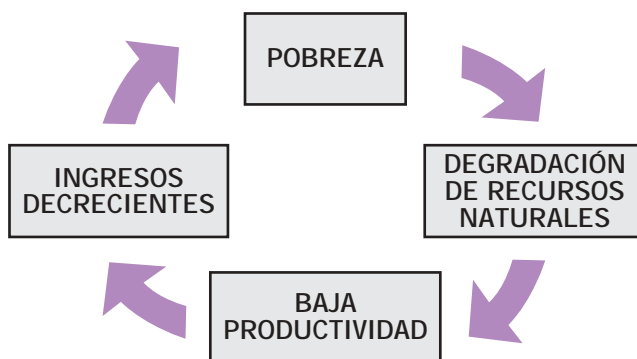 POBREZA
DEGRADACIÓN
DE RECURSOS
NATURALES
BAJA
PRODUCTIVIDAD
INGRESOS
DECRECIENTES